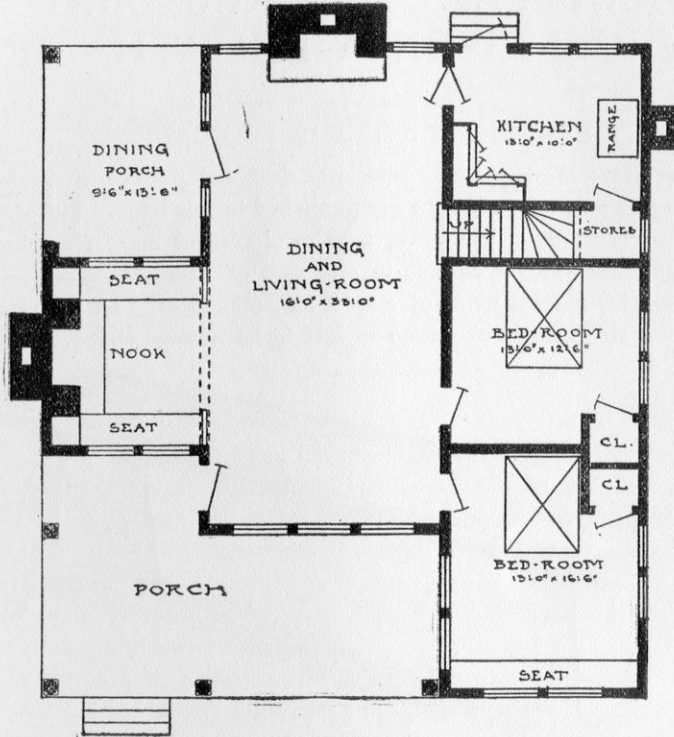 KITCHEN
13'0" x 10'0"
RANGE
DINING
PORCH
9'6" x 13'6"
UP
STORES
DINING
AND
LIVING-ROOM
16'0" x 33'0"
SEAT
NOOK
SEAT
BED-ROOM
13'0" x 12'6"
CL.
CL
BED-ROOM
13'0" x 16'6"
SEAT
PORCH